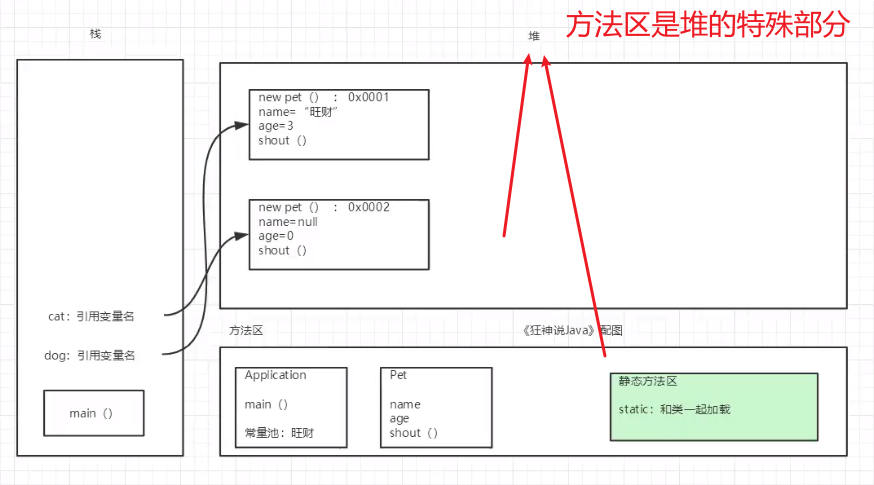 方法区是堆的特殊部分
栈
堆
new pet（） ： 0x0001
name=“旺财”
age=3
shout（）
new pet（） ： 0x0002
name=null
age=0
shout（）
cat：引用变量名
dog：引用变量名
main（）
方法区
《狂神说Java》配图
Application
main（）
常量池：旺财
Pet
name
age
shout（）
静态方法区
static：和类一起加载